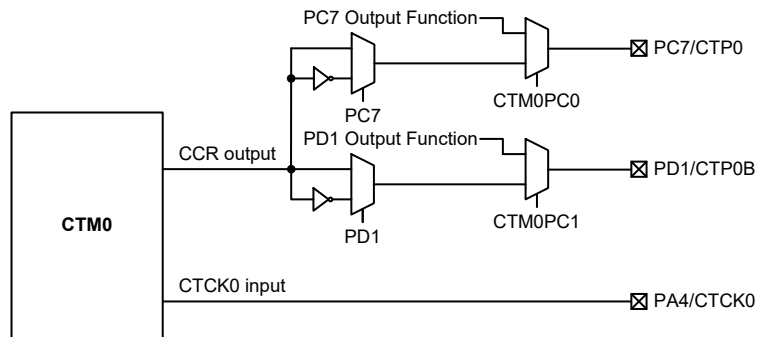 PC7 Output Function
PC7/CTP0
PC7
CTM0PC0
PD1 Output Function
CCR output
PD1/CTP0B
CTM0
PD1
CTM0PC1
CTCK0 input
PA4/CTCK0